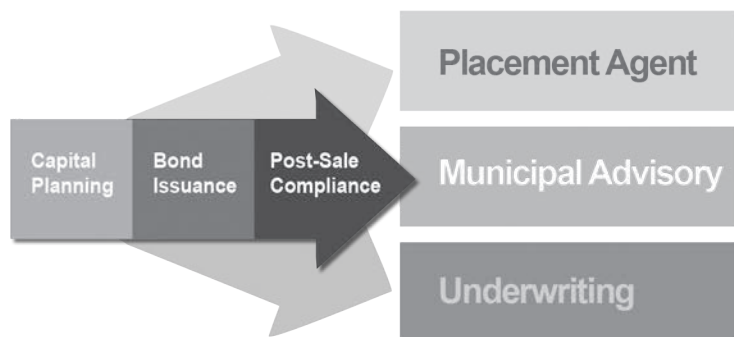 Capital
Planning
Bond
Issuance
Post-Sale
Compliance
Placement Agent
Municipal Advisory
Underwriting